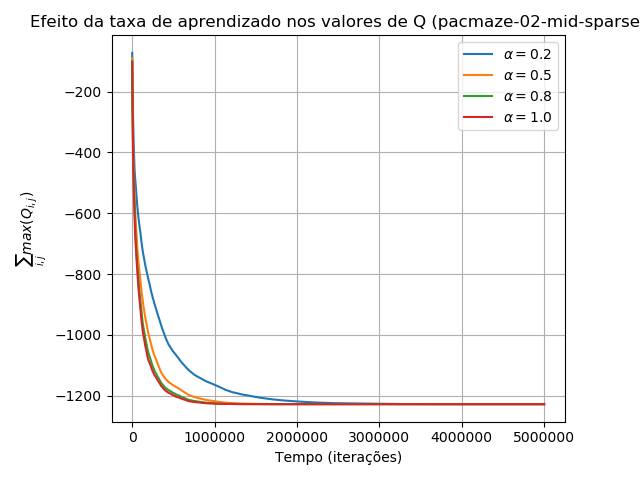 Efeito da taxa de aprendizado nos valores de Q (pacmaze-02-mid-sparse
α = 0.2
α = 0.5
α = 0.8
α = 1.0
−200
−400
−600
−800
−1000
−1200
∑ max(Q_{i,j})
i,j
0 1000000 2000000 3000000 4000000 5000000
Tempo (iterações)